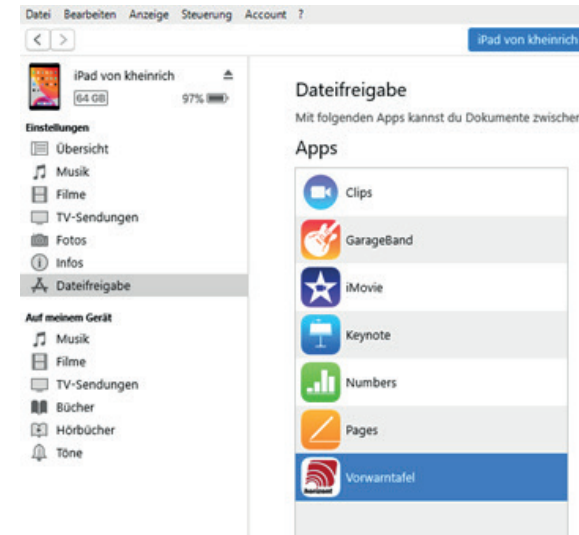 Datei Bearbeiten Anzeige Steuerung Account ?
< >
iPad von kheinrich
iPad von kheinrich
64 GB 97%
Einstellungen
Übersicht
Musik
Filme
TV-Sendungen
Fotos
Infos
Dateifreigabe
Auf meinem Gerät
Musik
Filme
TV-Sendungen
Bücher
Hörbücher
Töne
Dateifreigabe
Mit folgenden Apps kannst du Dokumente zwischen
Apps
Clips
GarageBand
iMovie
Keynote
Numbers
Pages
horizont
Vorwarntafel